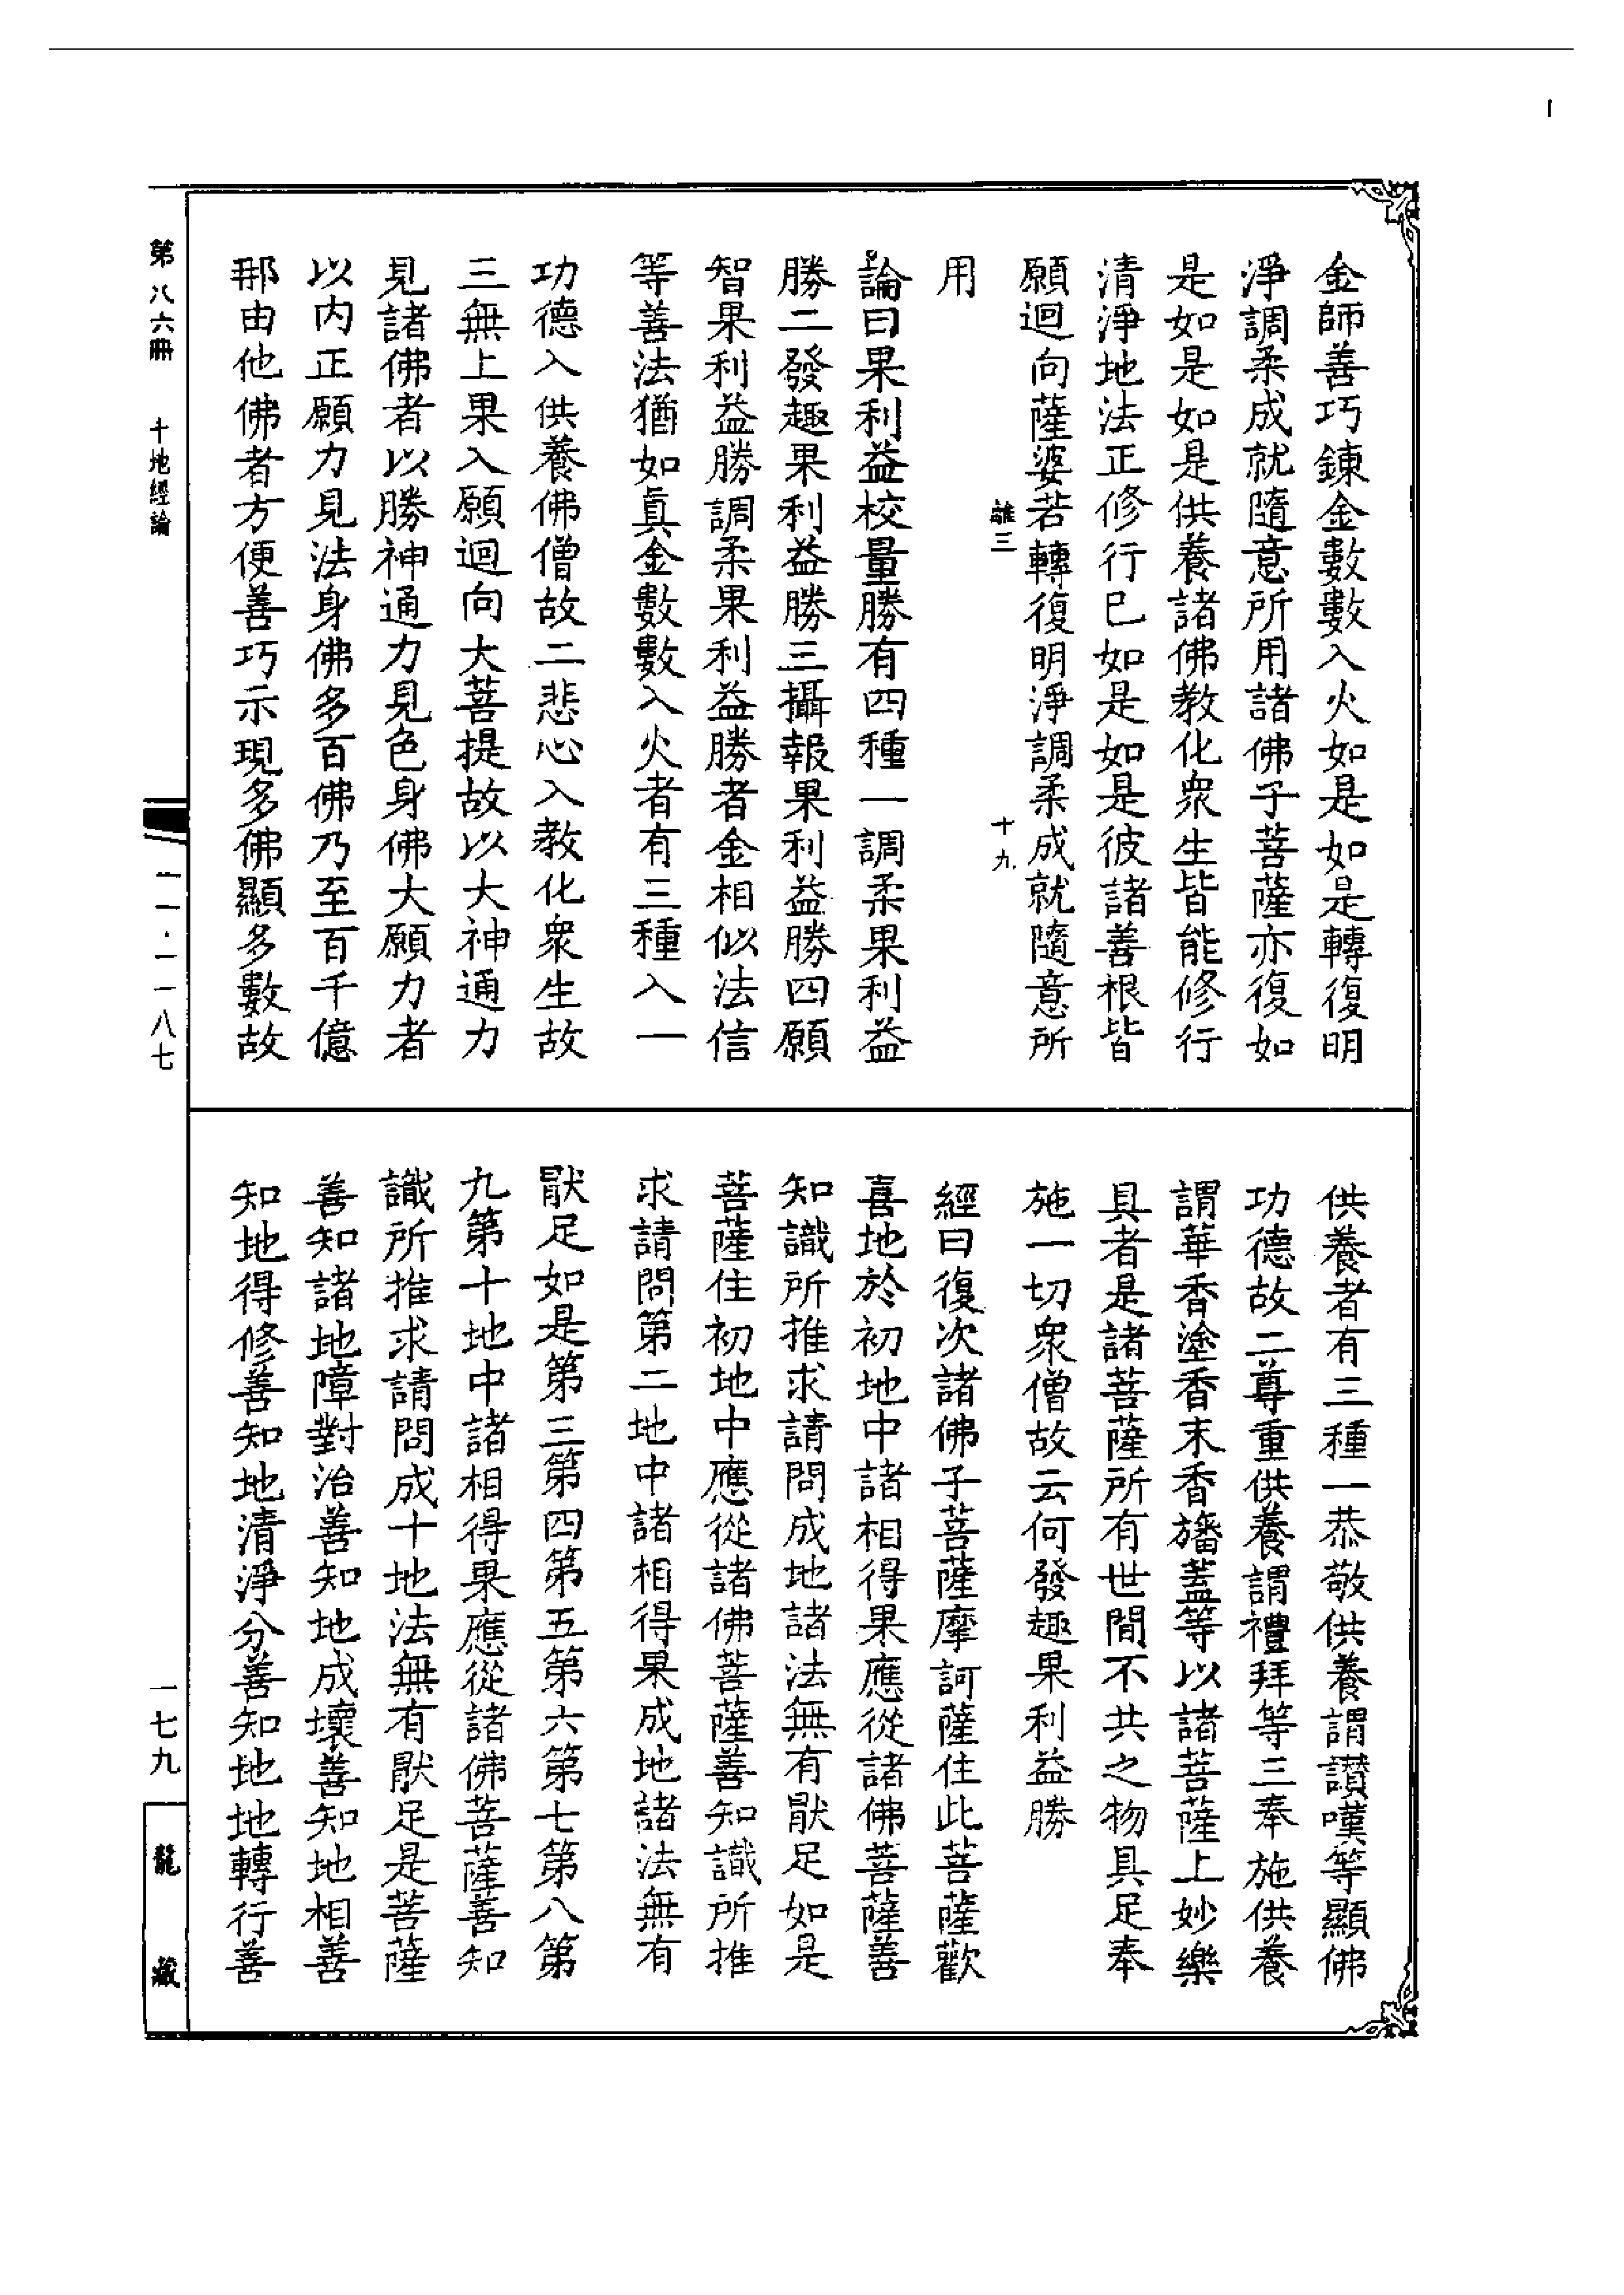 金師善巧鍊金數數入火如是如是轉復明
淨調柔成就隨意所用諸佛子菩薩亦復如
是如是如是供養諸佛教化衆生皆能修行
清淨地法正修行巳如是如是彼諸善根皆
願迴向薩婆若轉復明淨調柔成就隨意所
離三 十九
用
論曰果利益校量勝有四種一調柔果利益
勝二發趣果利益勝三攝報果利益勝四願
智果利益勝調柔果利益勝者金相似法信
等善法猶如眞金數數入火者有三種入一
功德入供養佛僧故二悲心入教化衆生故
三無上果入願迴向大菩提故以大神通力
見諸佛者以勝神通力見色身佛大願力者
以内正願力見法身佛多百佛乃至百千億
那由他佛者方便善巧示現多佛顯多數故
供養者有三種一恭敬供養謂讃嘆等顯佛
功德故二尊重供養謂禮拜等三奉施供養
謂華香塗香末香旛蓋等以諸菩薩上妙樂
具者是諸菩薩所有世間不共之物具足奉
施一切衆僧故云何發趣果利益勝
經曰復次諸佛子菩薩摩訶薩住此菩薩歡
喜地於初地中諸相得果應從諸佛菩薩善
知識所推求請問成地諸法無有猒足如是
菩薩住初地中應從諸佛菩薩善知識所推
求請問第二地中諸相得果成地諸法無有
猒足如是第三第四第五第六第七第八第
九第十地中諸相得果應從諸佛菩薩善知
識所推求請問成十地法無有猒足是菩薩
善知諸地障對治善知地成壞善知地相善
知地得修善知地清淨分善知地地轉行善
第八六冊 十地經論 二一·一一八七 一七九 龍藏